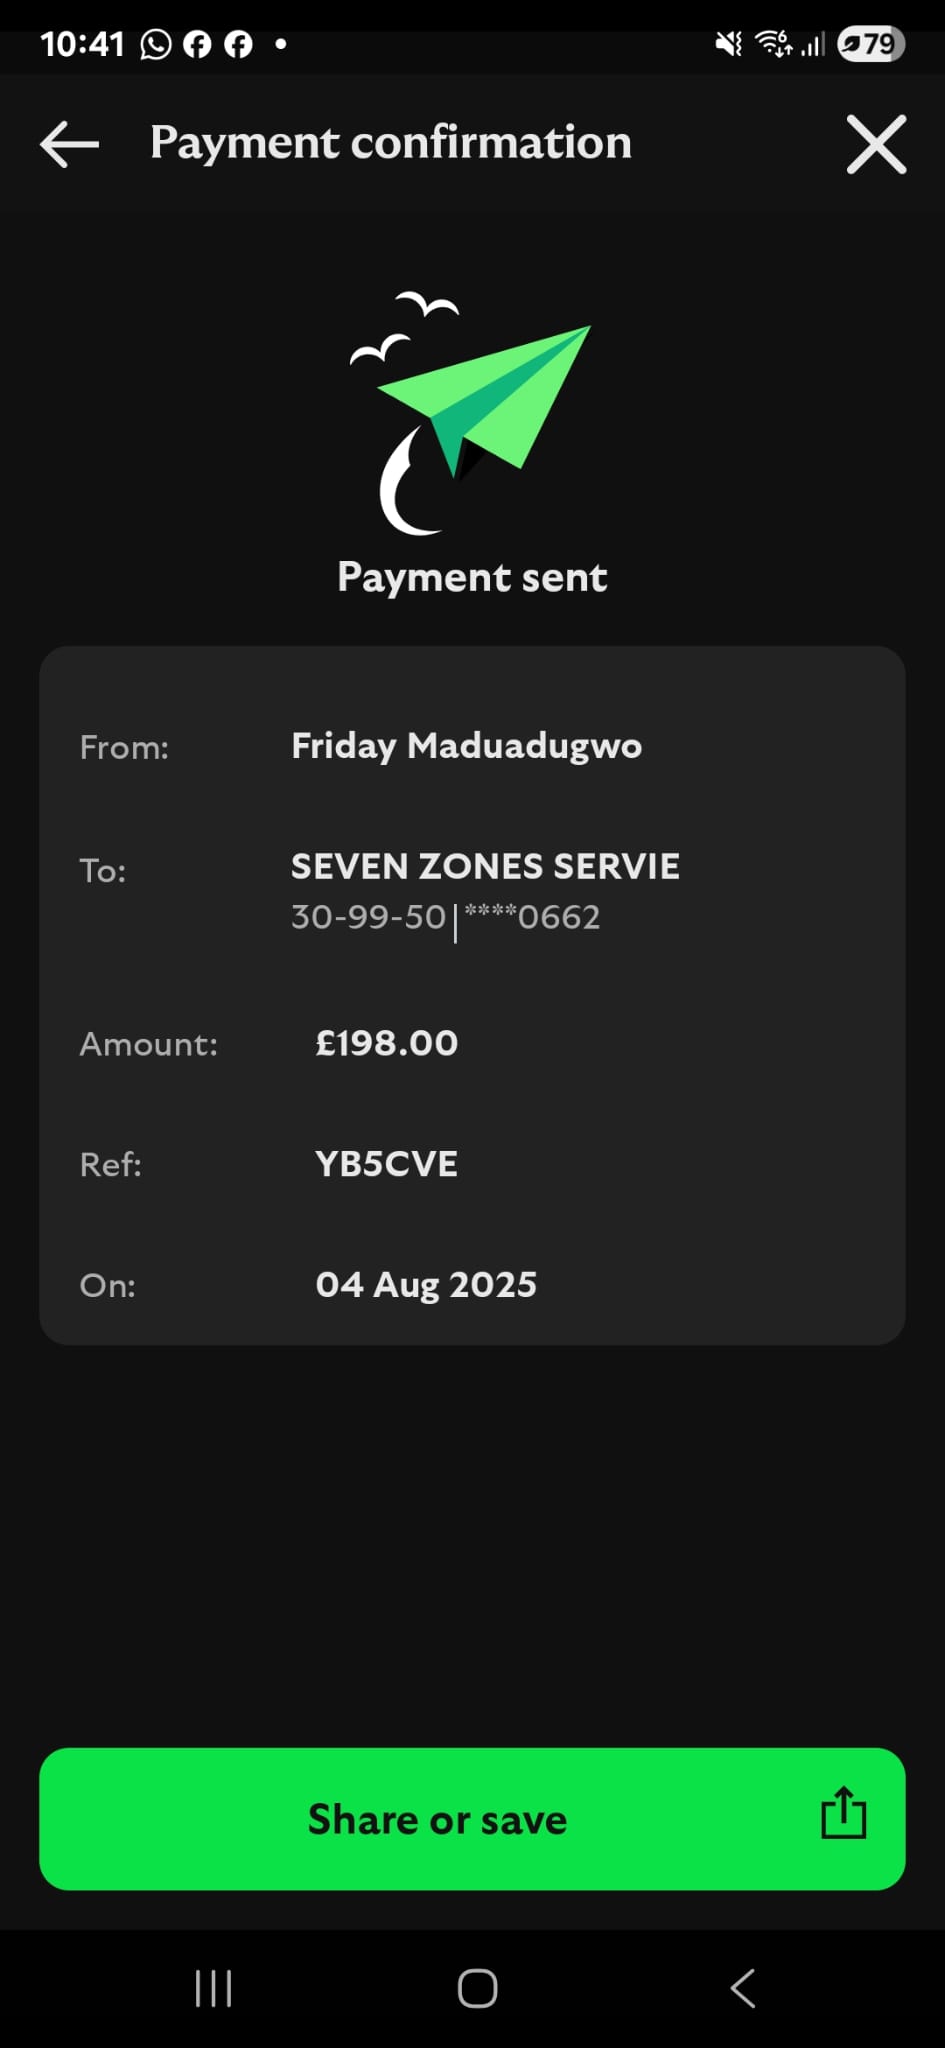 10:41
79
Payment confirmation
Payment sent
From: Friday Maduadugwo
To: SEVEN ZONES SERVIE
30-99-50|****0662
Amount: £198.00
Ref: YB5CVE
On: 04 Aug 2025
Share or save